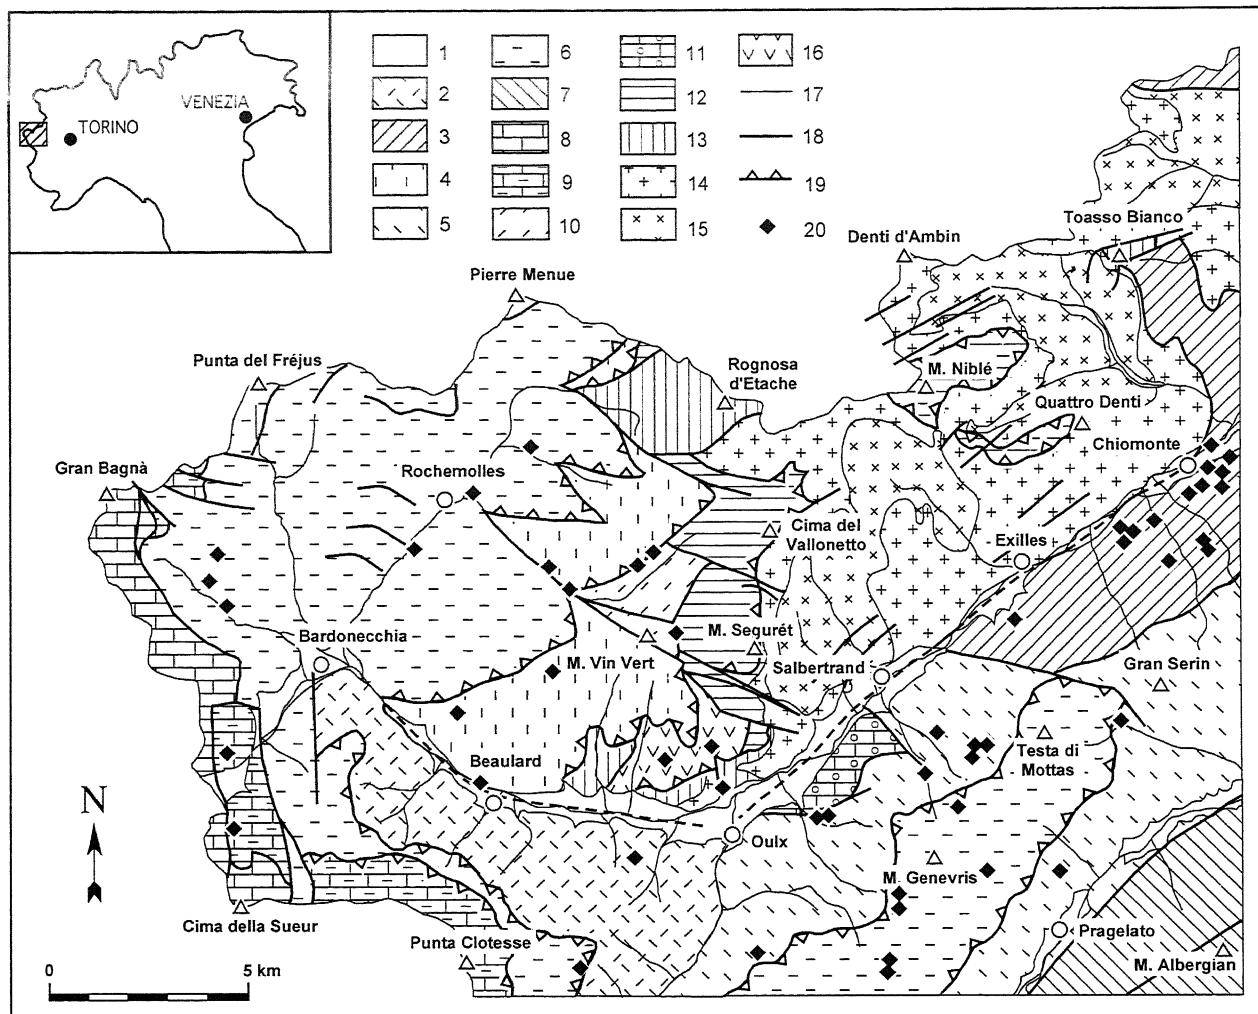 VENEZIA
TORINO
1
2
3
4
5
6
7
8
9
10
11
12
13
14
15
16
17
18
19
20
Toasso Bianco
Denti d'Ambin
Pierre Menue
Punta del Fréjus
Rognosa
d'Etache
M. Niblé
Quattro Denti
Chiomonte
Gran Bagnà
Rochemolles
Cima del
Vallonetto
Exilles
Bardonecchia
M. Segurét
M. Vin Vert
Salbertrand
Gran Serin
Beaulard
Testa di
Mottas
Oulx
M. Genevris
N
Cima della Sueur
Punta Clotesse
Pragelato
M. Albergian
0
5 km